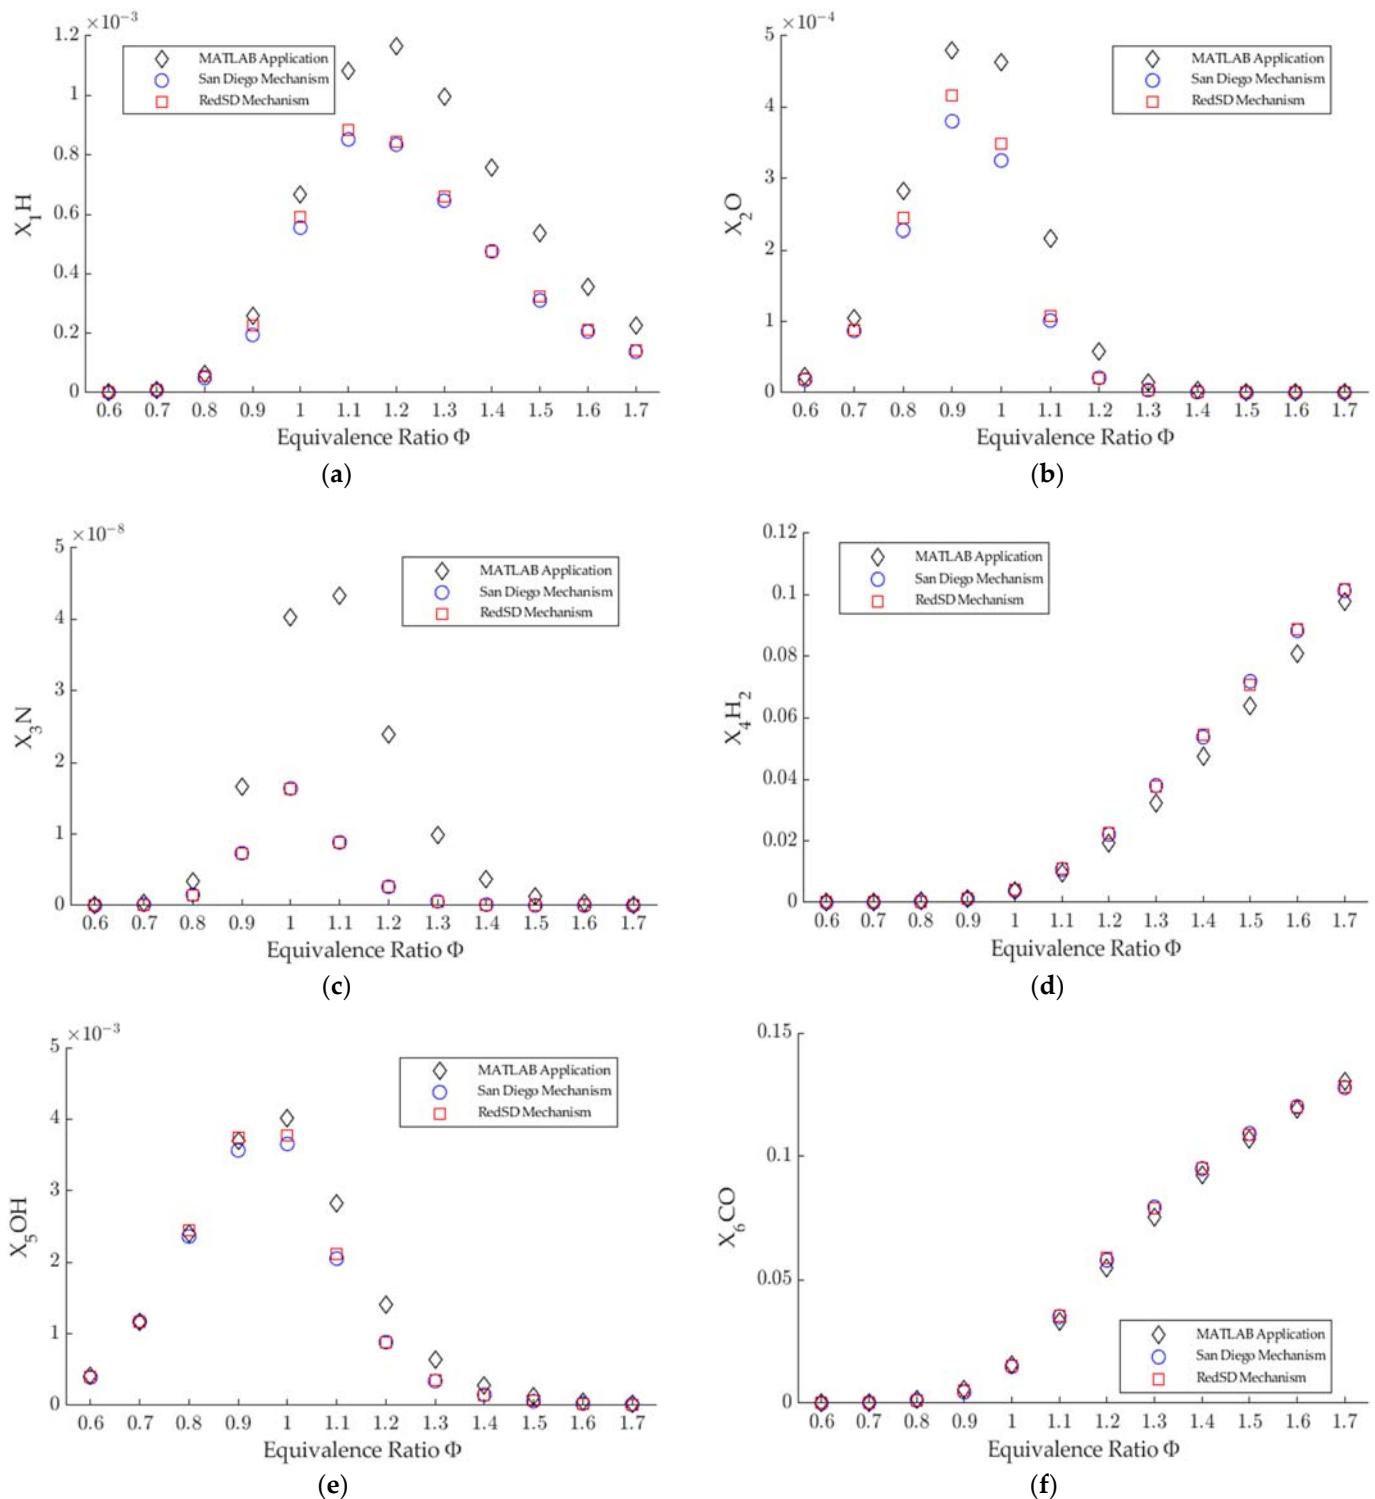 ×10⁻³
1.2
1
0.8
0.6
0.4
0.2
0
X₁H
MATLAB Application
San Diego Mechanism
RedSD Mechanism
0.6 0.7 0.8 0.9 1 1.1 1.2 1.3 1.4 1.5 1.6 1.7
Equivalence Ratio Φ
(a)
×10⁻⁴
5
4
3
2
1
0
X₂O
MATLAB Application
San Diego Mechanism
RedSD Mechanism
0.6 0.7 0.8 0.9 1 1.1 1.2 1.3 1.4 1.5 1.6 1.7
Equivalence Ratio Φ
(b)
×10⁻⁸
5
4
3
2
1
0
X₃N
MATLAB Application
San Diego Mechanism
RedSD Mechanism
0.6 0.7 0.8 0.9 1 1.1 1.2 1.3 1.4 1.5 1.6 1.7
Equivalence Ratio Φ
(c)
0.12
0.1
0.08
0.06
0.04
0.02
0
X₄H₂
MATLAB Application
San Diego Mechanism
RedSD Mechanism
0.6 0.7 0.8 0.9 1 1.1 1.2 1.3 1.4 1.5 1.6 1.7
Equivalence Ratio Φ
(d)
×10⁻³
5
4
3
2
1
0
X₅OH
MATLAB Application
San Diego Mechanism
RedSD Mechanism
0.6 0.7 0.8 0.9 1 1.1 1.2 1.3 1.4 1.5 1.6 1.7
Equivalence Ratio Φ
(e)
0.15
0.1
0.05
0
X₆CO
MATLAB Application
San Diego Mechanism
RedSD Mechanism
0.6 0.7 0.8 0.9 1 1.1 1.2 1.3 1.4 1.5 1.6 1.7
Equivalence Ratio Φ
(f)